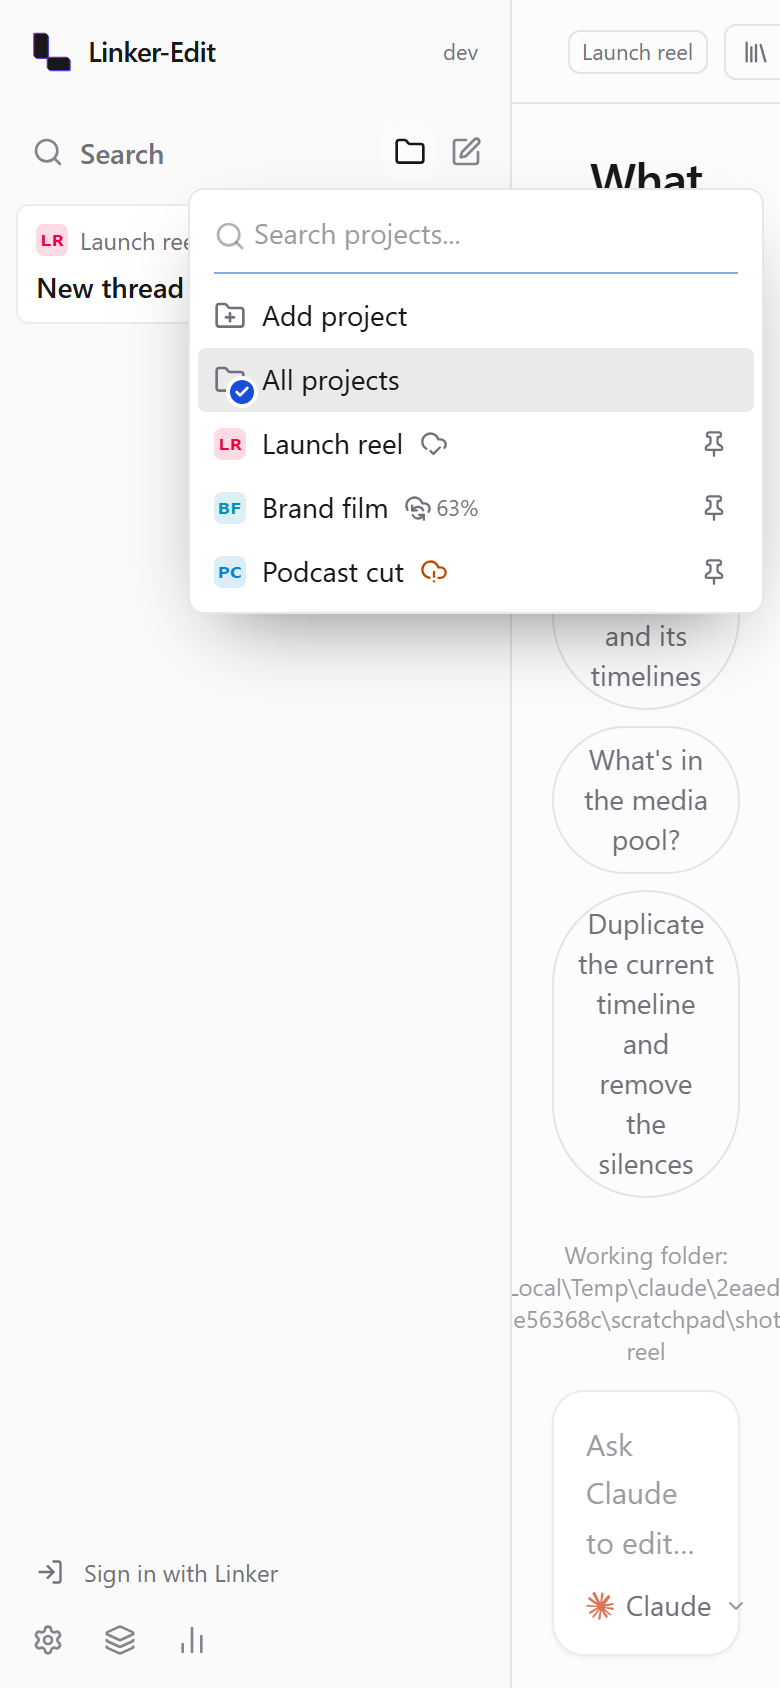 Linker-Edit
dev
Launch reel
Search
What
LR Launch ree
New thread
Search projects...
Add project
All projects
LR Launch reel
BF Brand film 63%
PC Podcast cut
and its
timelines
What's in
the media
pool?
Duplicate
the current
timeline
and
remove
the
silences
Working folder:
Local\Temp\claude\2eaed
e56368c\scratchpad\shot
reel
Ask
Claude
to edit...
Claude
Sign in with Linker